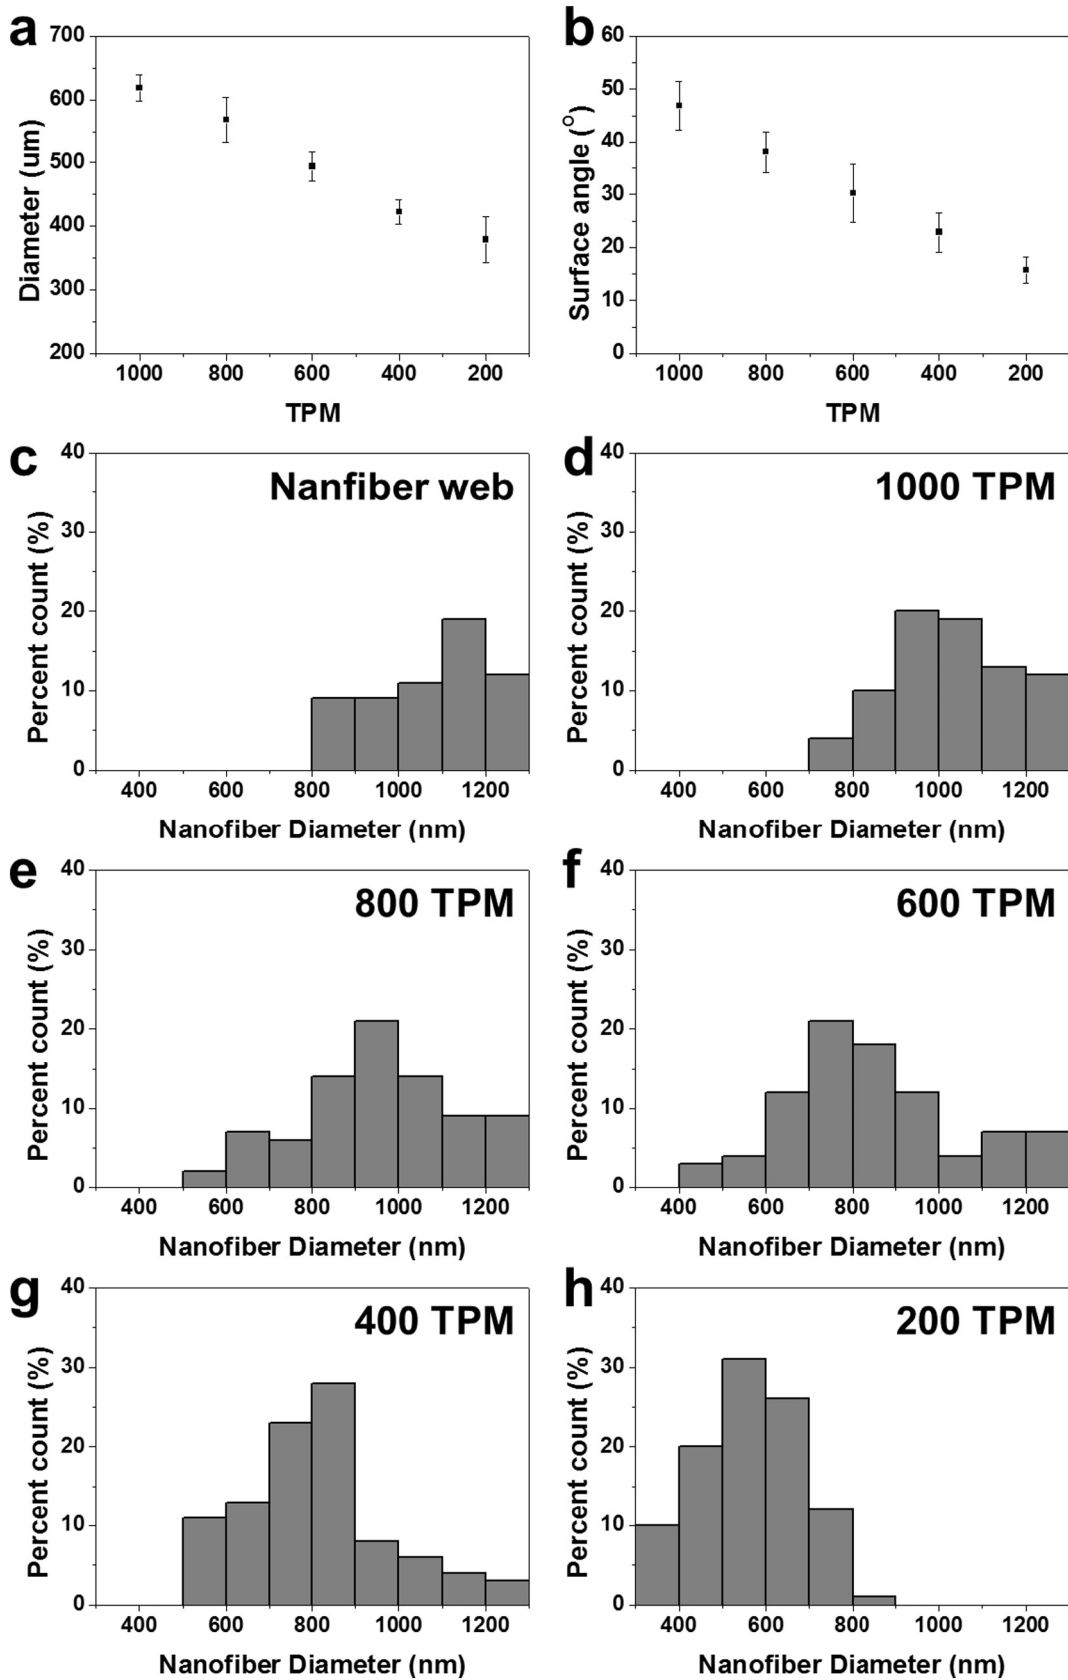 a
700
600
500
400
300
200
Diameter (um)
1000 800 600 400 200
TPM
b
60
50
40
30
20
10
0
Surface angle (°)
1000 800 600 400 200
TPM
c
Nanfiber web
40
30
20
10
0
Percent count (%)
400 600 800 1000 1200
Nanofiber Diameter (nm)
d
1000 TPM
40
30
20
10
0
Percent count (%)
400 600 800 1000 1200
Nanofiber Diameter (nm)
e
800 TPM
40
30
20
10
0
Percent count (%)
400 600 800 1000 1200
Nanofiber Diameter (nm)
f
600 TPM
40
30
20
10
0
Percent count (%)
400 600 800 1000 1200
Nanofiber Diameter (nm)
g
400 TPM
40
30
20
10
0
Percent count (%)
400 600 800 1000 1200
Nanofiber Diameter (nm)
h
200 TPM
40
30
20
10
0
Percent count (%)
400 600 800 1000 1200
Nanofiber Diameter (nm)